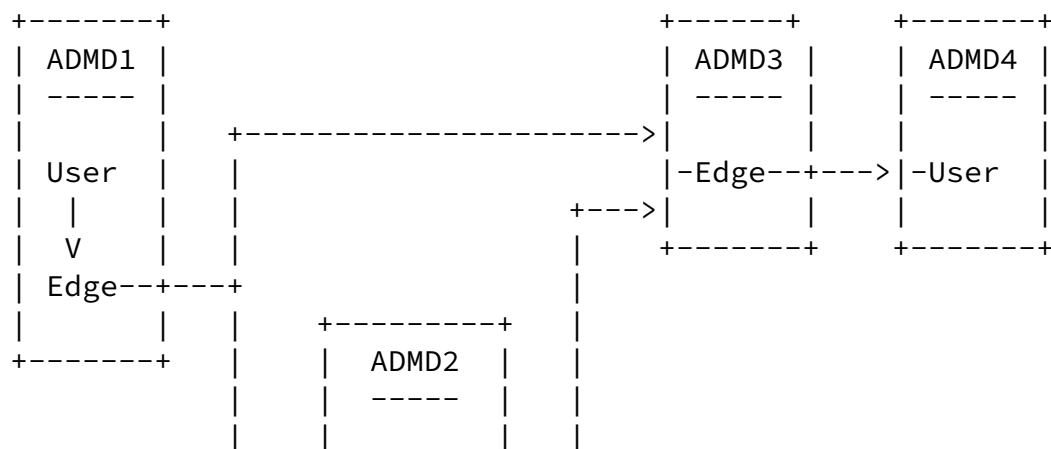 +-------+                                +------+    +-------+
| ADMD1 |                                | ADMD3 |    | ADMD4 |
| ----- |                                | ----- |    | ----- |
|       |   +--------------------->|       |    |       |
| User  |   |                      |-Edge--+--->|-User  |
|  |    |   |                 +--->|       |    |       |
|  V    |   |                 |    +-------+    +-------+
| Edge--+---+                 |
|       |   |    +---------+  |
+-------+   |    |  ADMD2  |  |
            |    |  -----  |  |
            |    |         |  |